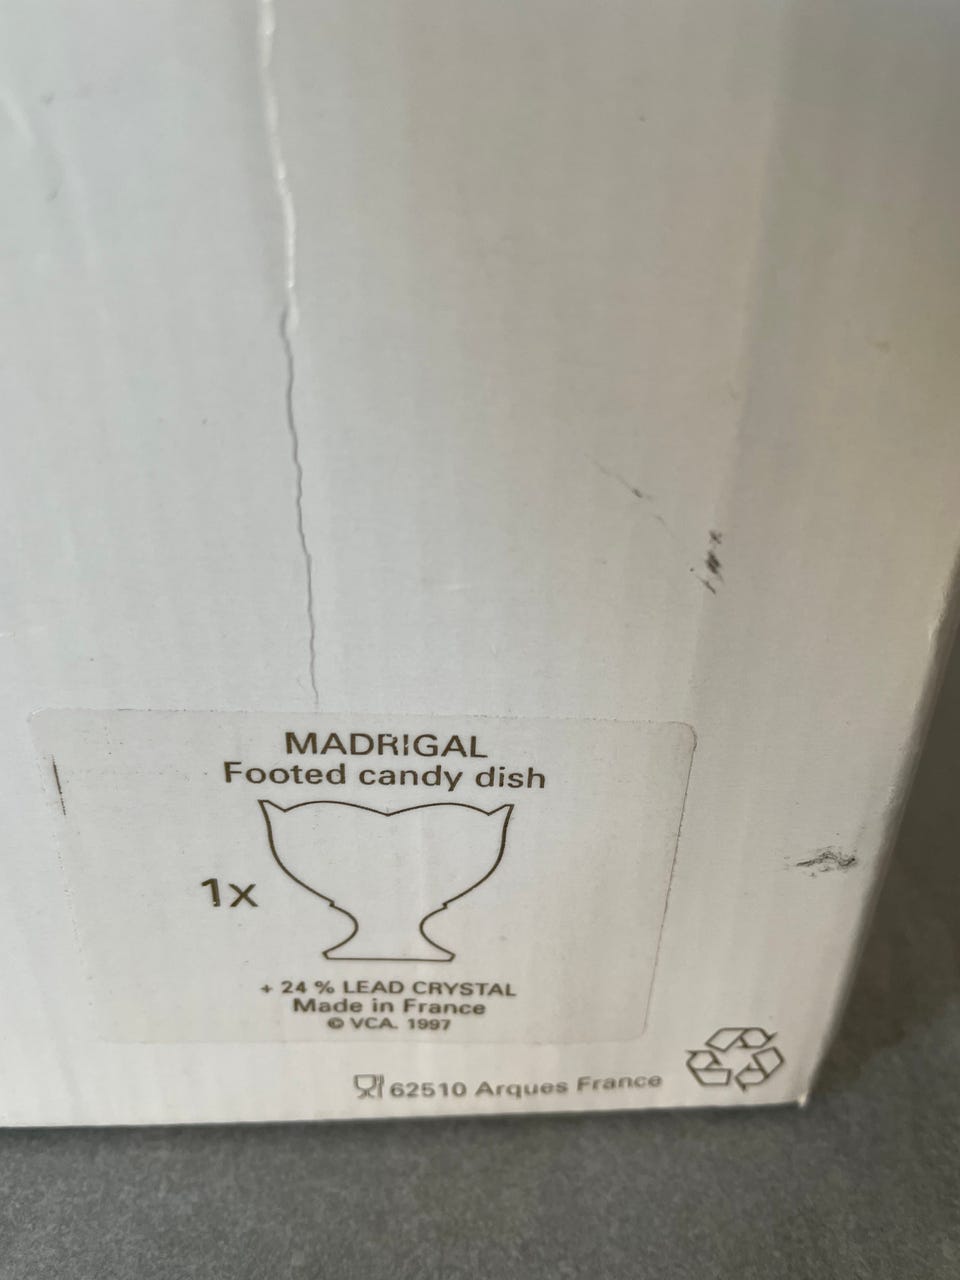 MADRIGAL
Footed candy dish
1x
+ 24 % LEAD CRYSTAL
Made in France
© VCA. 1997
62510 Arques France